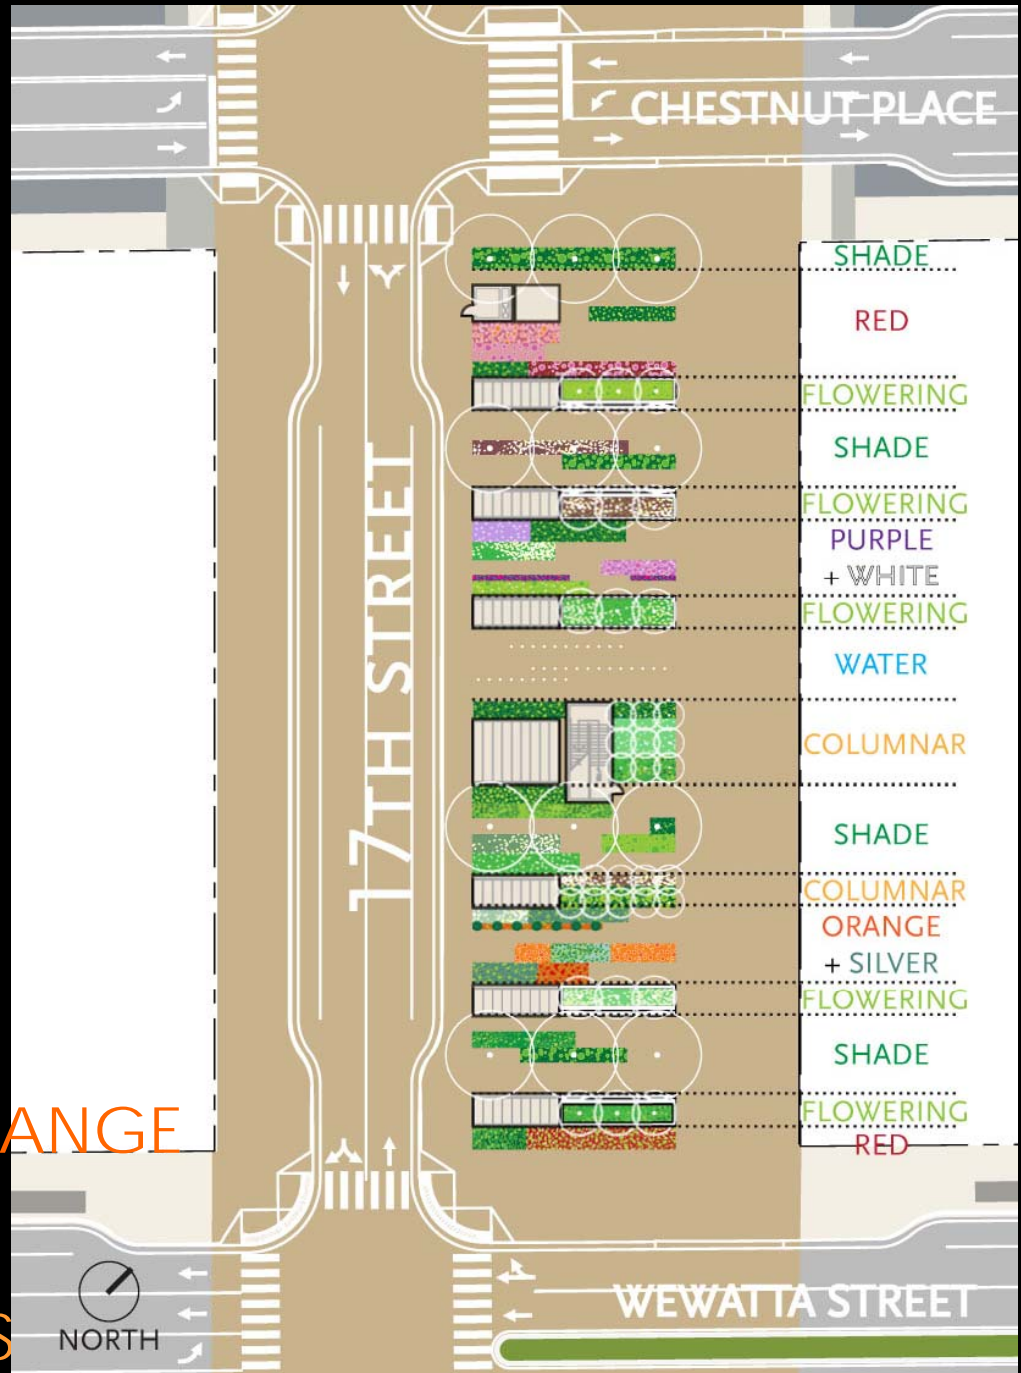 CHESTNUT PLACE
SHADE
RED
FLOWERING
SHADE
FLOWERING
PURPLE
+ WHITE
FLOWERING
WATER
COLUMNAR
SHADE
COLUMNAR
ORANGE
+ SILVER
FLOWERING
SHADE
FLOWERING
RED
17TH STREET
ANGE
WEWATTA STREET
S
NORTH